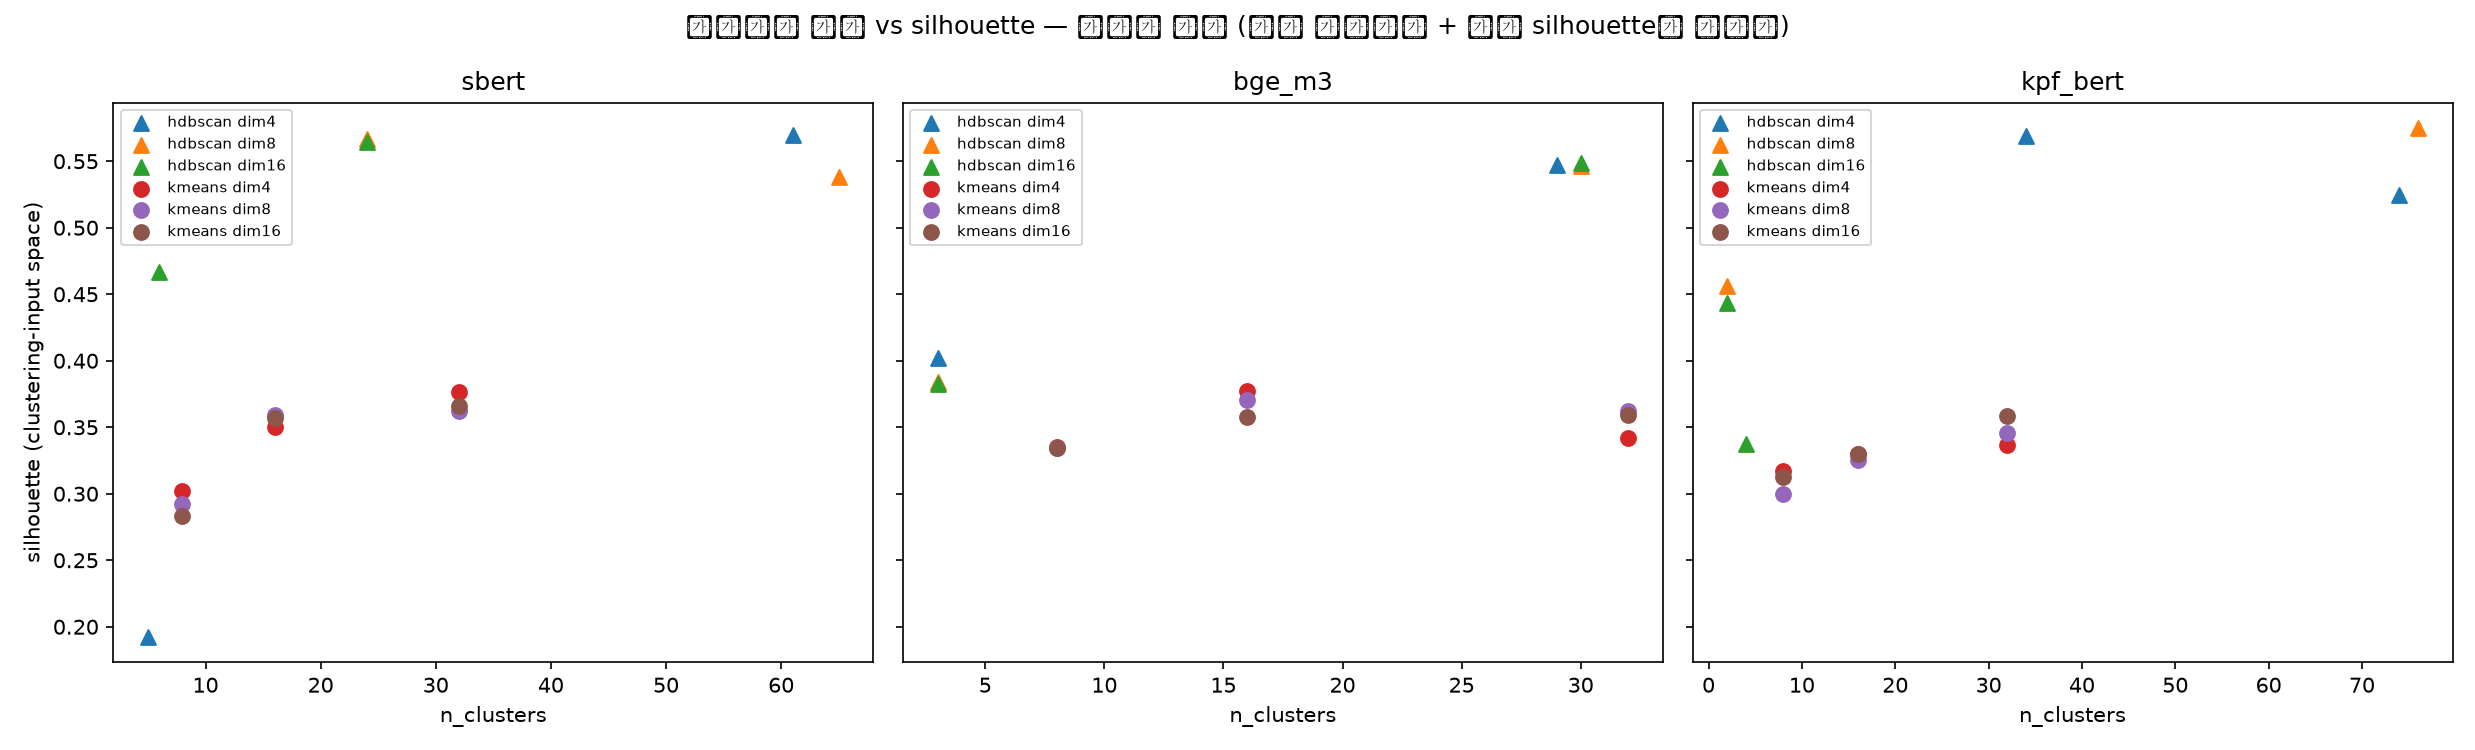 vs silhouette — ( + silhouette )
sbert
bge_m3
kpf_bert
hdbscan dim4
hdbscan dim8
hdbscan dim16
kmeans dim4
kmeans dim8
kmeans dim16
hdbscan dim4
hdbscan dim8
hdbscan dim16
kmeans dim4
kmeans dim8
kmeans dim16
hdbscan dim4
hdbscan dim8
hdbscan dim16
kmeans dim4
kmeans dim8
kmeans dim16
silhouette (clustering-input space)
0.55
0.50
0.45
0.40
0.35
0.30
0.25
0.20
10 20 30 40 50 60
5 10 15 20 25 30
0 10 20 30 40 50 60 70
n_clusters
n_clusters
n_clusters